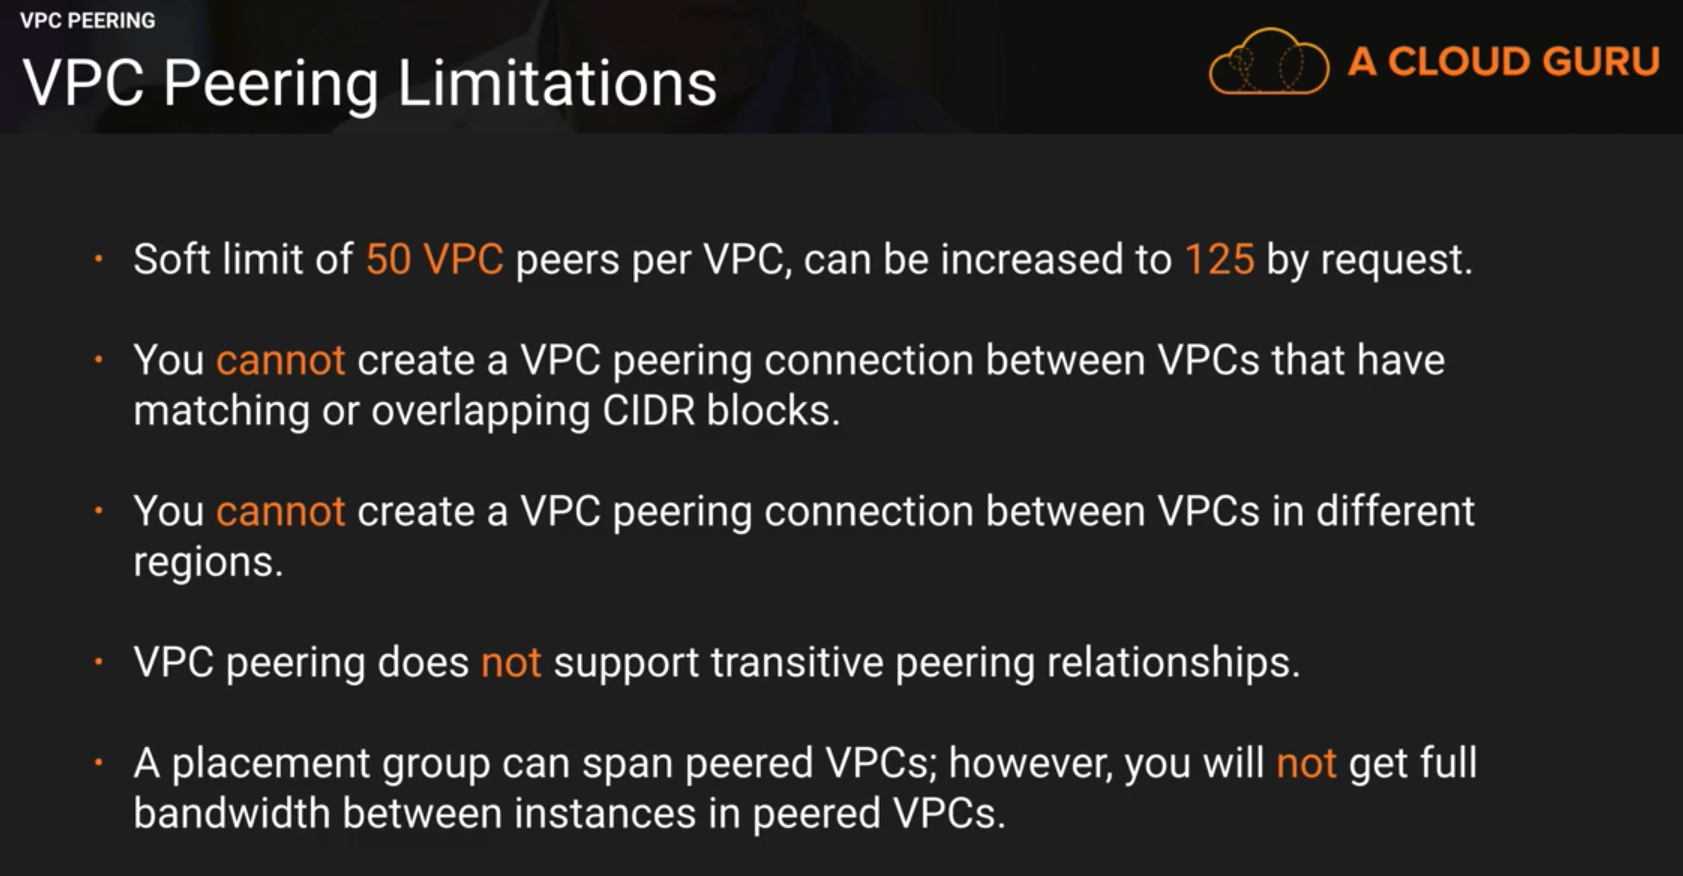 VPC PEERING
VPC Peering Limitations
A CLOUD GURU
· Soft limit of 50 VPC peers per VPC, can be increased to 125 by request.
· You cannot create a VPC peering connection between VPCs that have
matching or overlapping CIDR blocks.
· You cannot create a VPC peering connection between VPCs in different
regions.
· VPC peering does not support transitive peering relationships.
· A placement group can span peered VPCs; however, you will not get full
bandwidth between instances in peered VPCs.